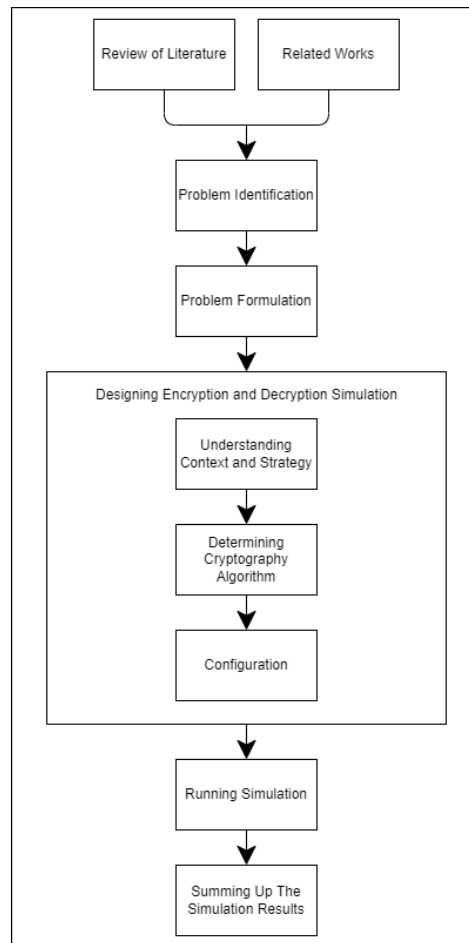 Review of Literature
Related Works
Problem Identification
Problem Formulation
Designing Encryption and Decryption Simulation
Understanding
Context and Strategy
Determining
Cryptography
Algorithm
Configuration
Running Simulation
Summing Up The
Simulation Results